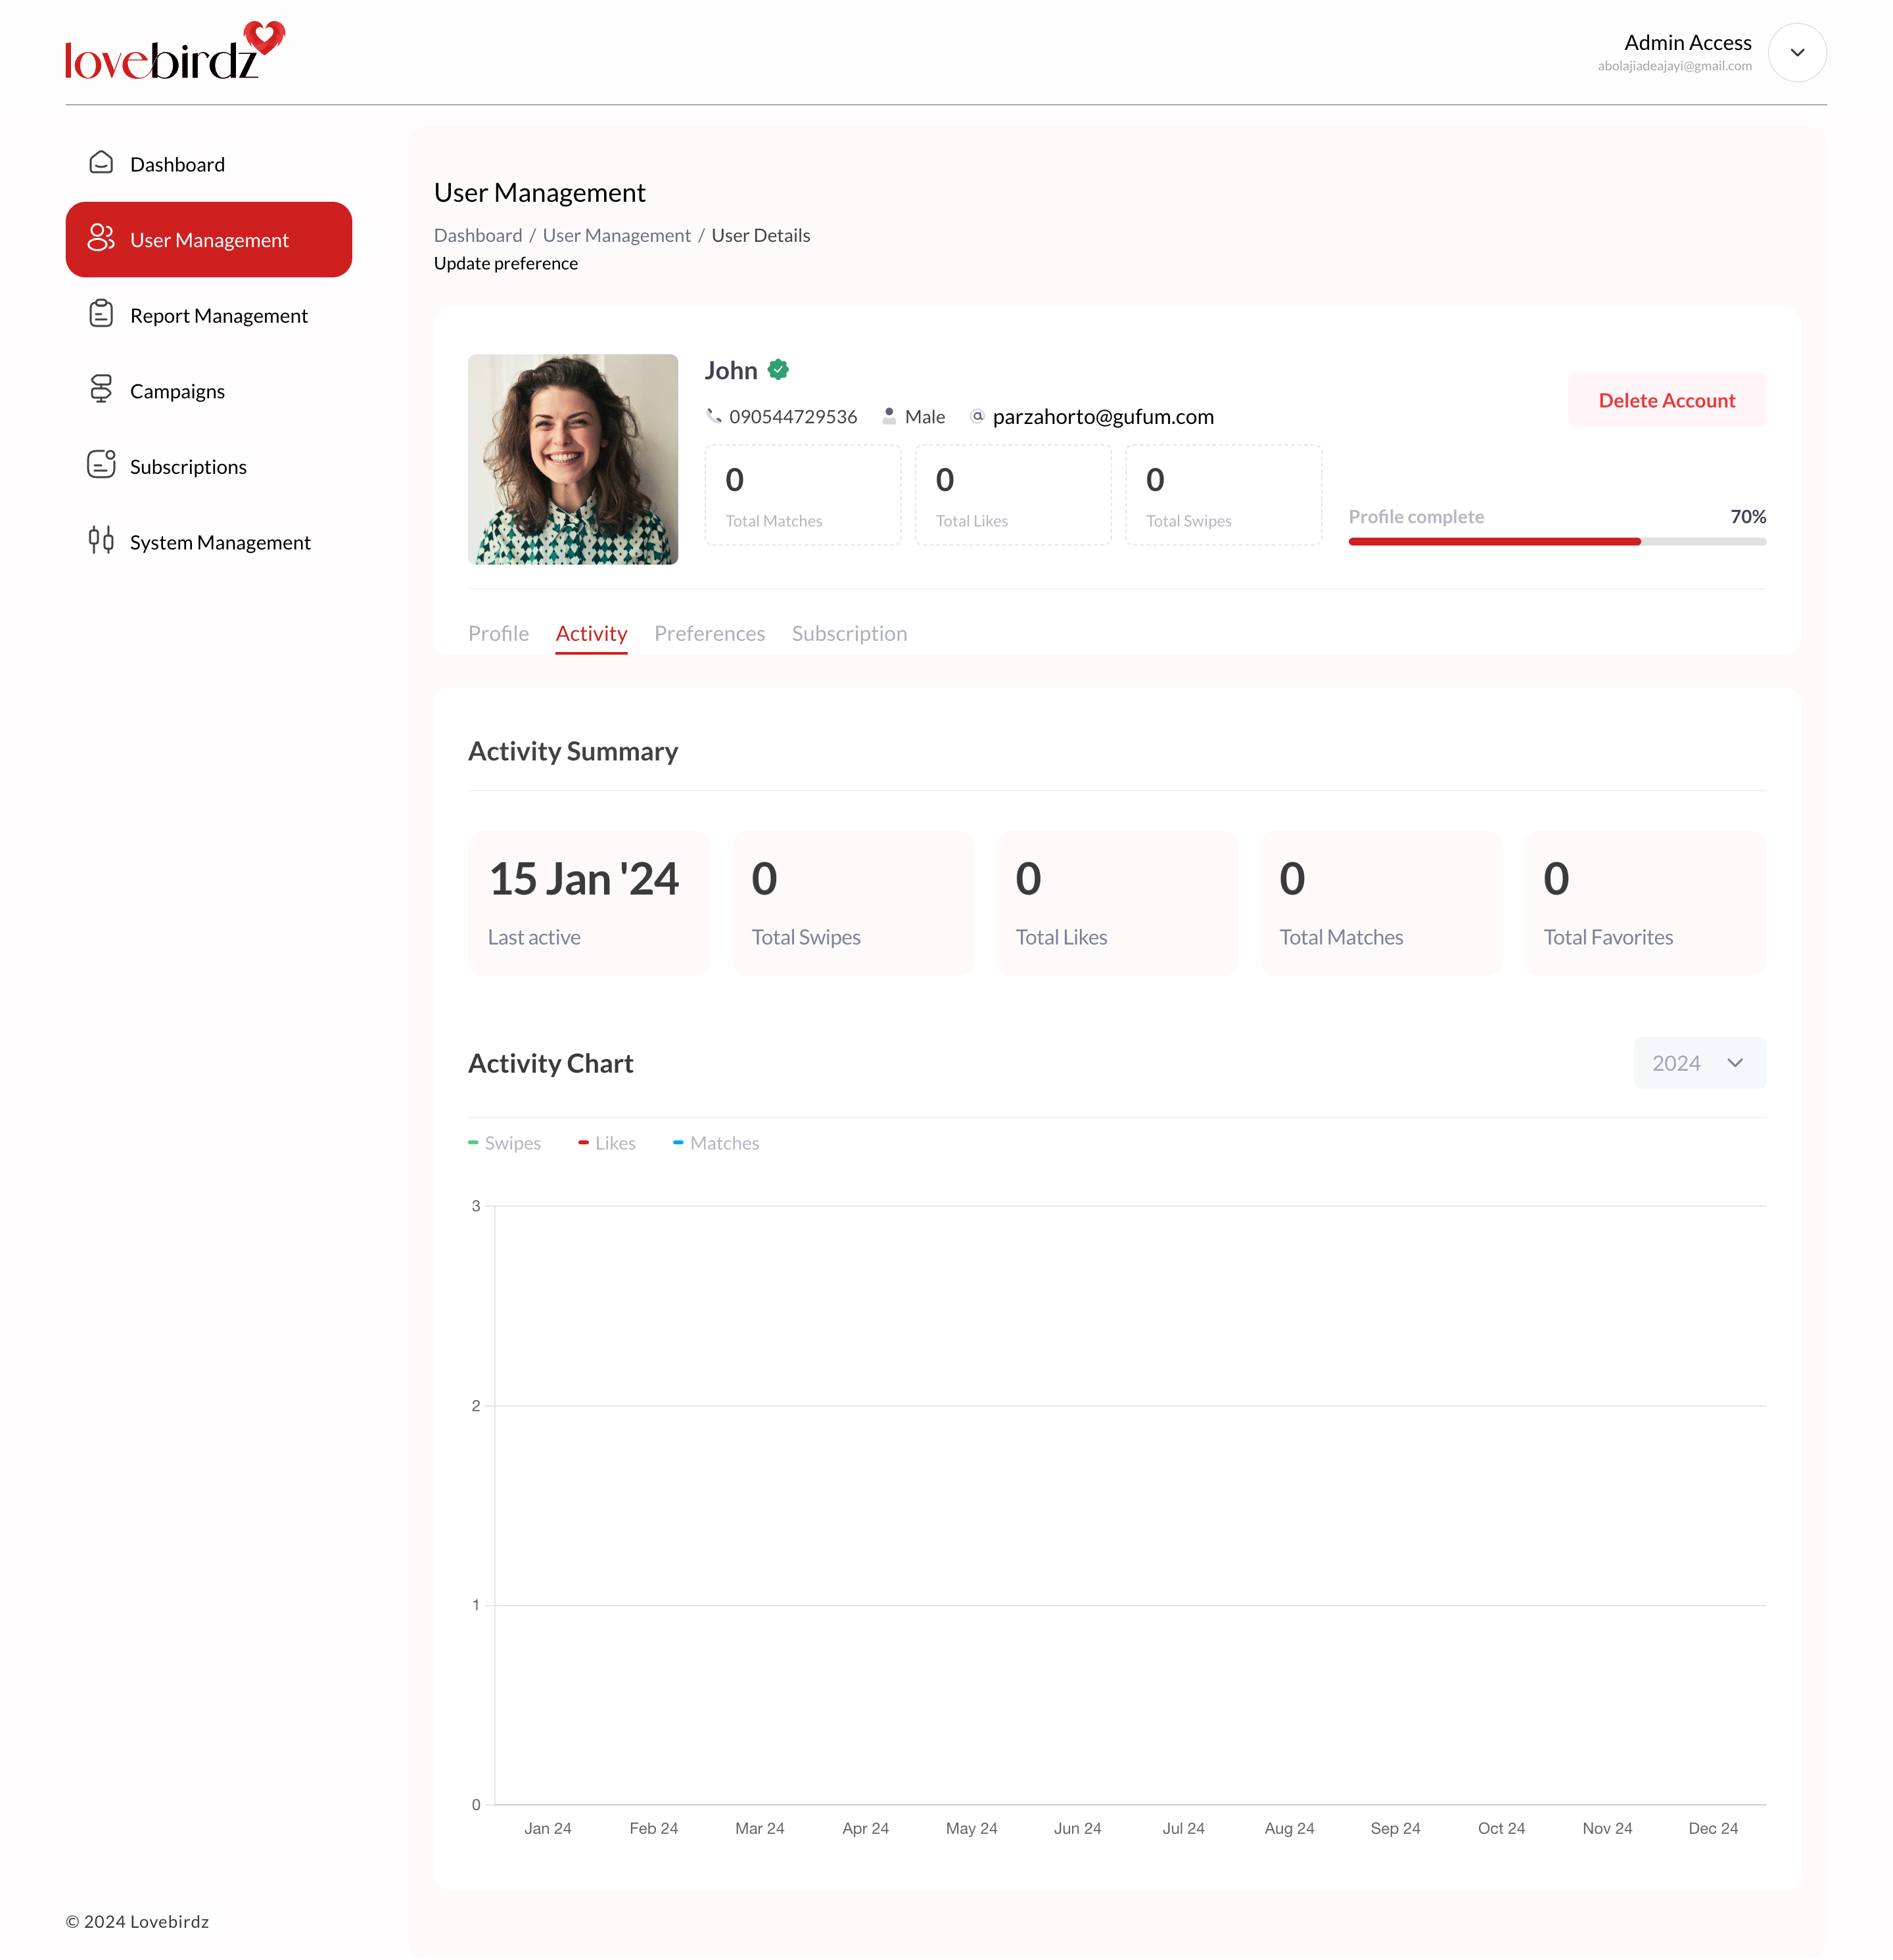 lovebirdz
Admin Access
abolajiadeajayi@gmail.com
Dashboard
User Management
Report Management
Campaigns
Subscriptions
System Management
© 2024 Lovebirdz
User Management
Dashboard / User Management / User Details
Update preference
John
090544729536 Male @ parzahorto@gufum.com
Delete Account
0
Total Matches
0
Total Likes
0
Total Swipes
Profile complete 70%
Profile Activity Preferences Subscription
Activity Summary
15 Jan '24
Last active
0
Total Swipes
0
Total Likes
0
Total Matches
0
Total Favorites
Activity Chart
2024
Swipes Likes Matches
3
2
1
0
Jan 24 Feb 24 Mar 24 Apr 24 May 24 Jun 24 Jul 24 Aug 24 Sep 24 Oct 24 Nov 24 Dec 24